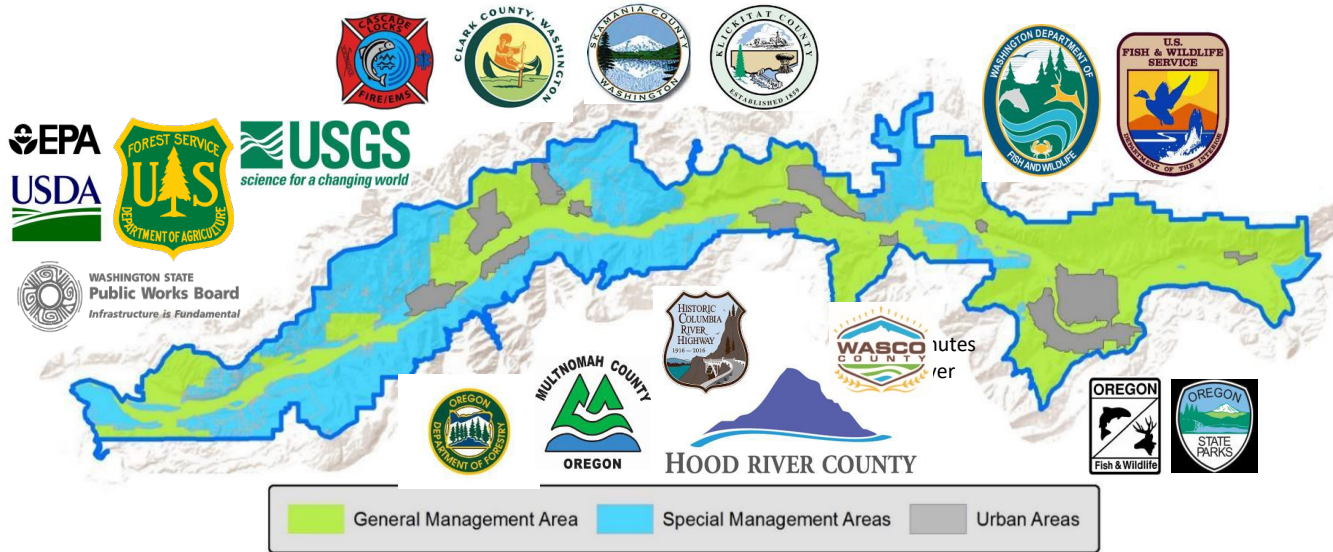 CASCADE
LOCKS
FIRE/EMS
CLARK COUNTY, WASHINGTON
SKAMANIA COUNTY
WASHINGTON
KLICKITAT COUNTY
ESTABLISHED 1859
WASHINGTON DEPARTMENT OF
FISH AND WILDLIFE
U.S.
FISH & WILDLIFE
SERVICE
DEPARTMENT OF THE INTERIOR
EPA
USDA
FOREST SERVICE
US
DEPARTMENT OF AGRICULTURE
USGS
science for a changing world
WASHINGTON STATE
Public Works Board
Infrastructure is Fundamental
HISTORIC
COLUMBIA
RIVER
HIGHWAY
1916 – 2016
WASCO
COUNTY
nutes
ver
OREGON
DEPARTMENT OF FORESTRY
MULTNOMAH COUNTY
OREGON
HOOD RIVER COUNTY
OREGON
Fish & Wildlife
OREGON
STATE
PARKS
General Management Area
Special Management Areas
Urban Areas